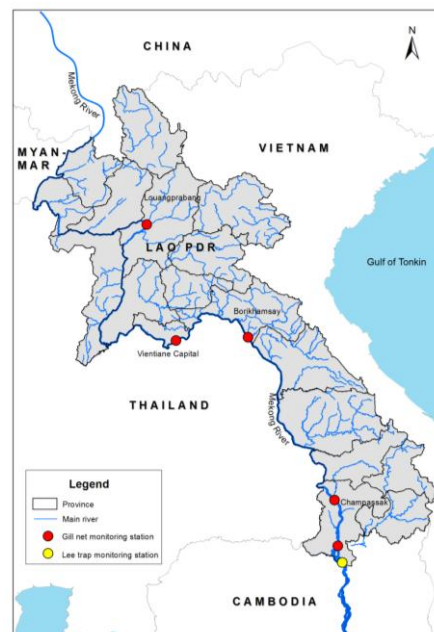 CHINA
N
Mekong River
MYAN-
MAR
VIETNAM
Louangprabang
LAO PDR
Gulf of Tonkin
Borikhamsay
Vientiane Capital
THAILAND
Mekong River
Champassak
Legend
Province
Main river
Gill net monitoring station
Lee trap monitoring station
CAMBODIA